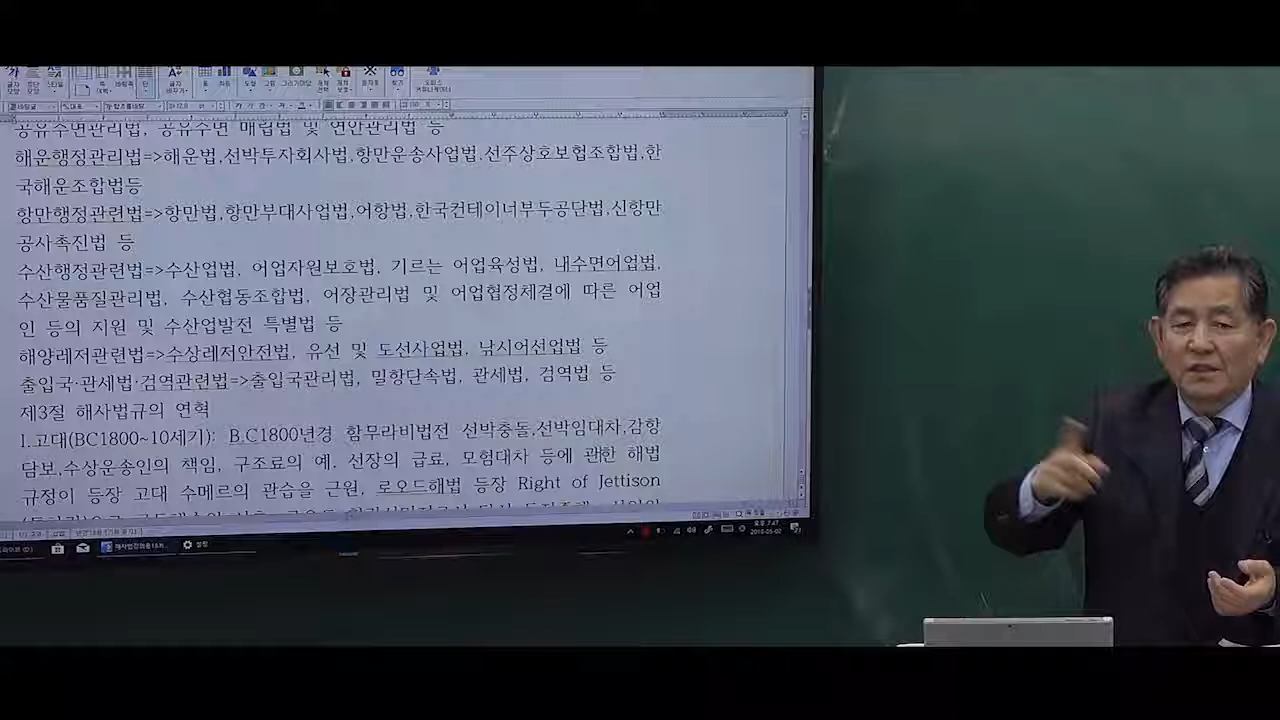 공유수면관리법, 공유수면 매립법 및 연안관리법 등
해운행정관리법=>해운법,선박투자회사법,항만운송사업법.선주상호보험조합법,한
국해운조합법등
항만행정관련법=>항만법,항만부대사업법,어항법,한국컨테이너부두공단법,신항만
공사촉진법 등
수산행정관련법=>수산업법, 어업자원보호법, 기르는 어업육성법, 내수면어업법,
수산물품질관리법, 수산협동조합법, 어장관리법 및 어업협정체결에 따른 어업
인 등의 지원 및 수산업발전 특별법 등
해양레저관련법=>수상레저안전법, 유선 및 도선사업법, 낚시어선업법 등
출입국·관세법·검역관련법=>출입국관리법, 밀항단속법, 관세법, 검역법 등
제3절 해사법규의 연혁
I.고대(BC1800~10세기): B.C1800년경 함무라비법전 선박충돌,선박임대차,감항
담보,수상운송인의 책임, 구조료의 예. 선장의 급료, 모험대차 등에 관한 해법
규정이 등장 고대 수메르의 관습을 근원, 로오드해법 등장 Right of Jettison
오후 7:47
2018-05-02
설정